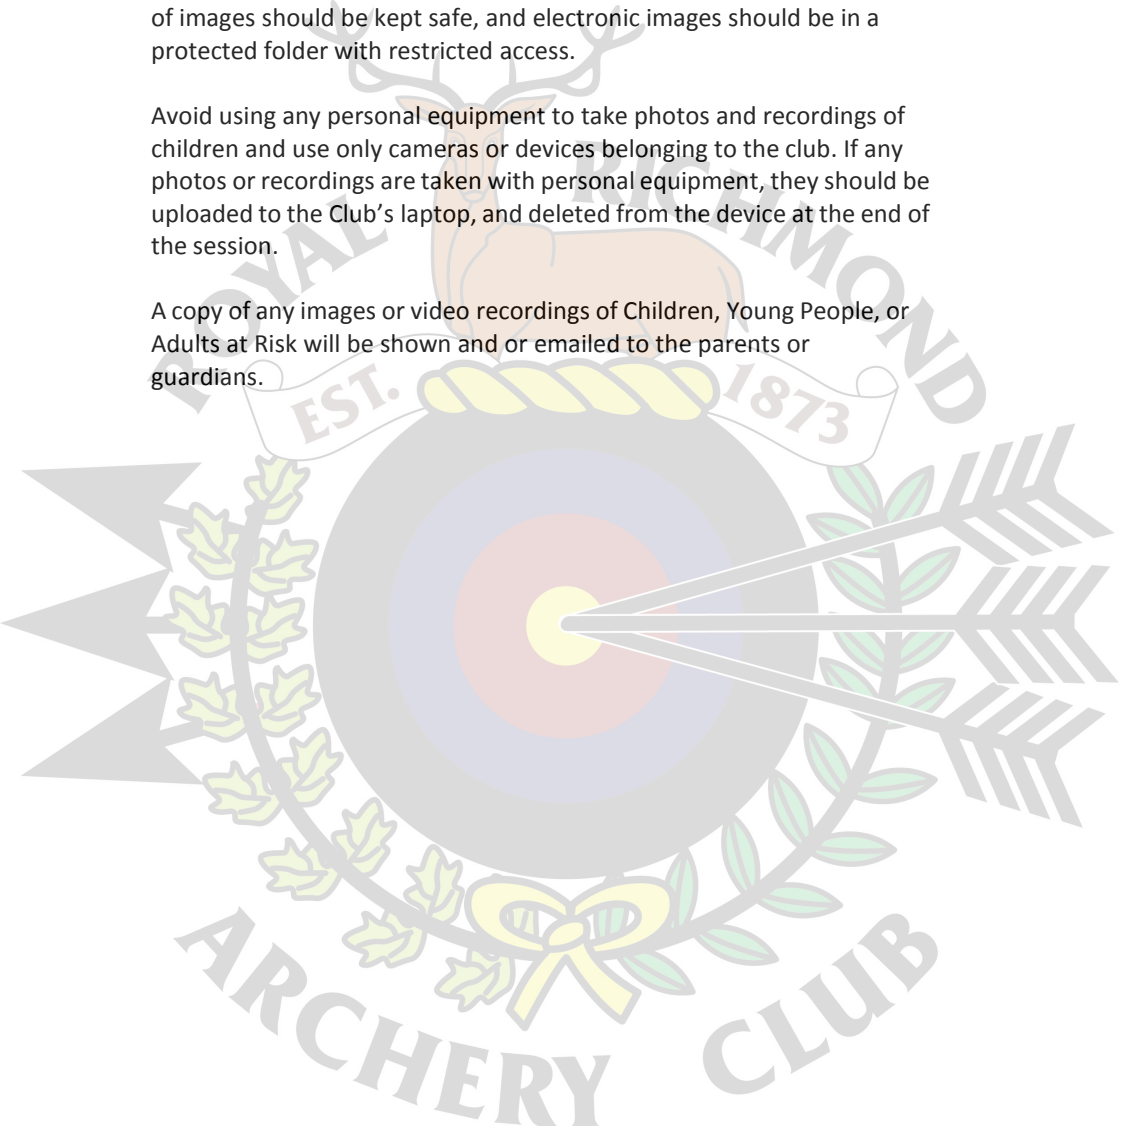 of images should be kept safe, and electronic images should be in a
protected folder with restricted access.
Avoid using any personal equipment to take photos and recordings of
children and use only cameras or devices belonging to the club. If any
photos or recordings are taken with personal equipment, they should be
uploaded to the Club’s laptop, and deleted from the device at the end of
the session.
A copy of any images or video recordings of Children, Young People, or
Adults at Risk will be shown and or emailed to the parents or
guardians.
ROYAL RICHMOND
EST. 1873
ARCHERY CLUB